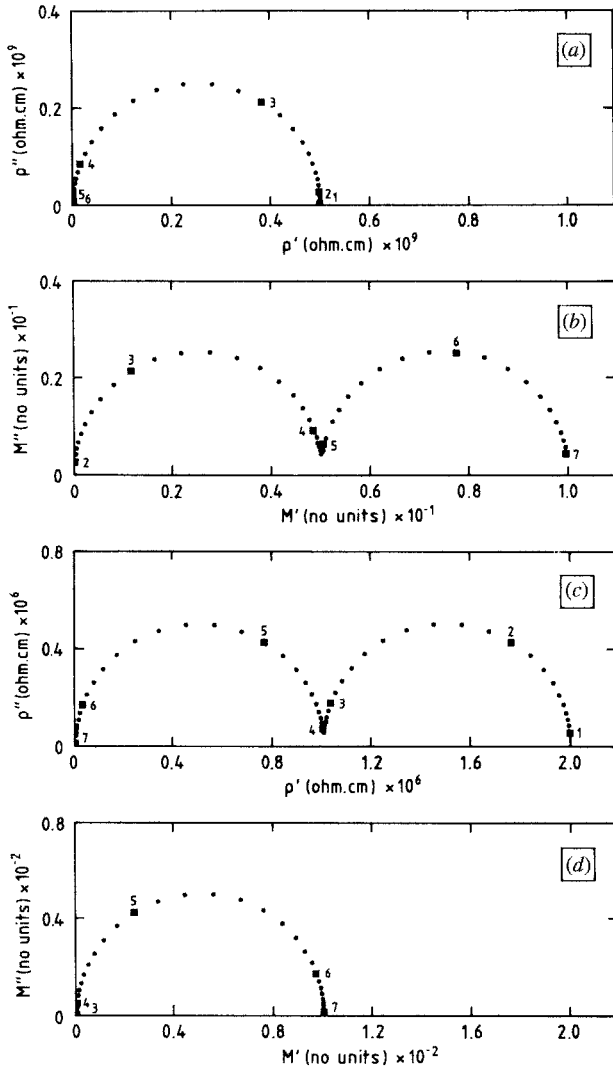 (a)
ρ" (ohm.cm) ×10⁹
0.4
0.2
0
3
4
5
6
2
1
0 0.2 0.4 0.6 0.8 1.0
ρ' (ohm.cm) ×10⁹
(b)
M" (no units) ×10⁻¹
0.4
0.2
0
3
2
4
5
6
7
0 0.2 0.4 0.6 0.8 1.0
M' (no units) ×10⁻¹
(c)
ρ" (ohm.cm) ×10⁶
0.8
0.4
0
5
6
7
4
3
2
1
0 0.4 0.8 1.2 1.6 2.0
ρ' (ohm.cm) ×10⁶
(d)
M" (no units) ×10⁻²
0.8
0.4
0
5
4
3
6
7
0 0.4 0.8 1.2 1.6 2.0
M' (no units) ×10⁻²